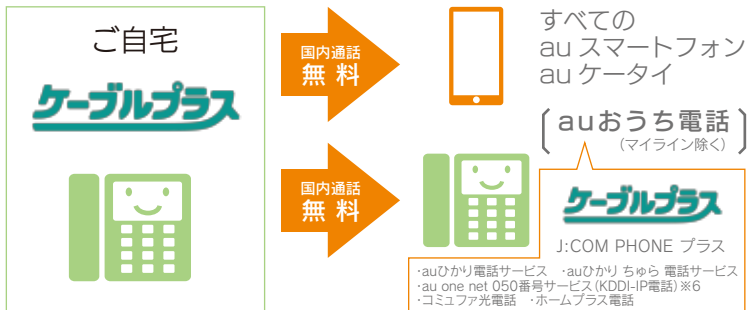 ご自宅
ケーブルプラス
国内通話
無料
すべての
au スマートフォン
au ケータイ
国内通話
無料
auおうち電話
(マイライン除く)
ケーブルプラス
J:COM PHONE プラス
・auひかり電話サービス ・auひかり ちゅら 電話サービス
・au one net 050番号サービス(KDDI-IP電話)※6
・コミュファ光電話 ・ホームプラス電話